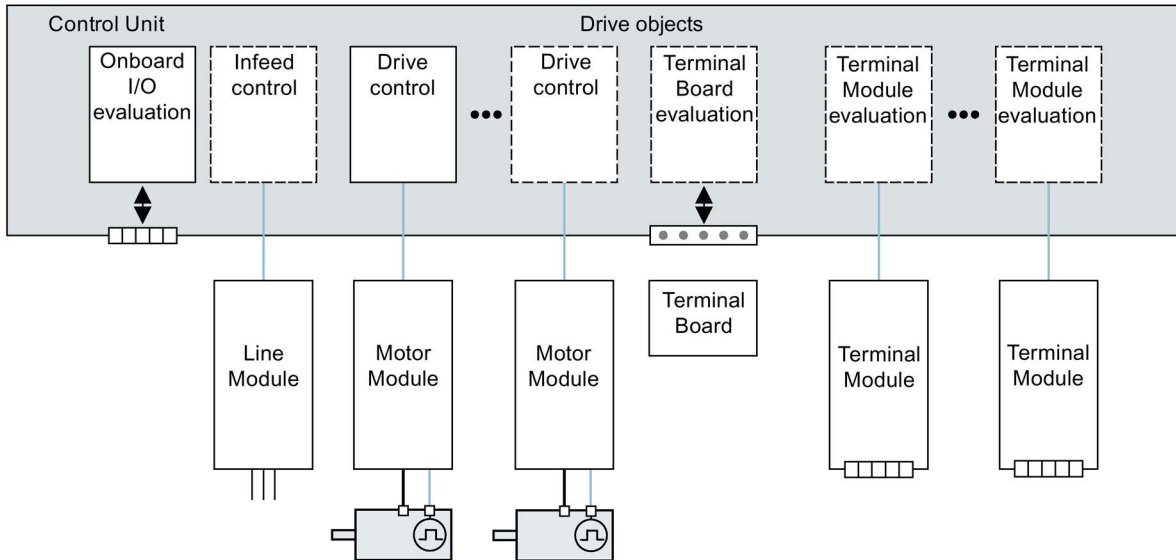 Control Unit
Drive objects
Onboard
I/O
evaluation
Infeed
control
Drive
control
Drive
control
Terminal
Board
evaluation
Terminal
Module
evaluation
Terminal
Module
evaluation
Line
Module
Motor
Module
Motor
Module
Terminal
Board
Terminal
Module
Terminal
Module